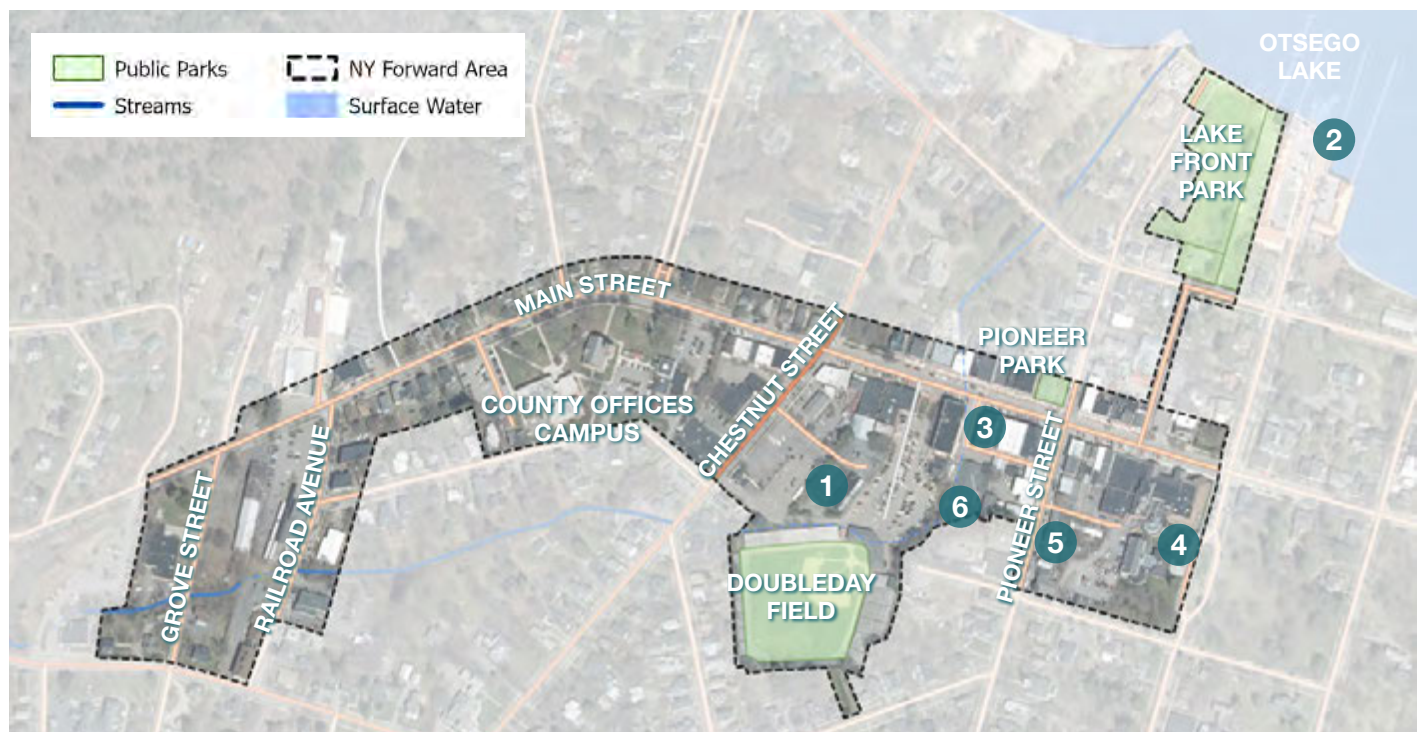 Public Parks
NY Forward Area
Streams
Surface Water
OTSEGO
LAKE
2
LAKE
FRONT
PARK
MAIN STREET
CHESTNUT STREET
PIONEER
PARK
COUNTY OFFICES
CAMPUS
3
PIONEER STREET
1
6
5
4
GROVE STREET
RAILROAD AVENUE
DOUBLEDAY
FIELD